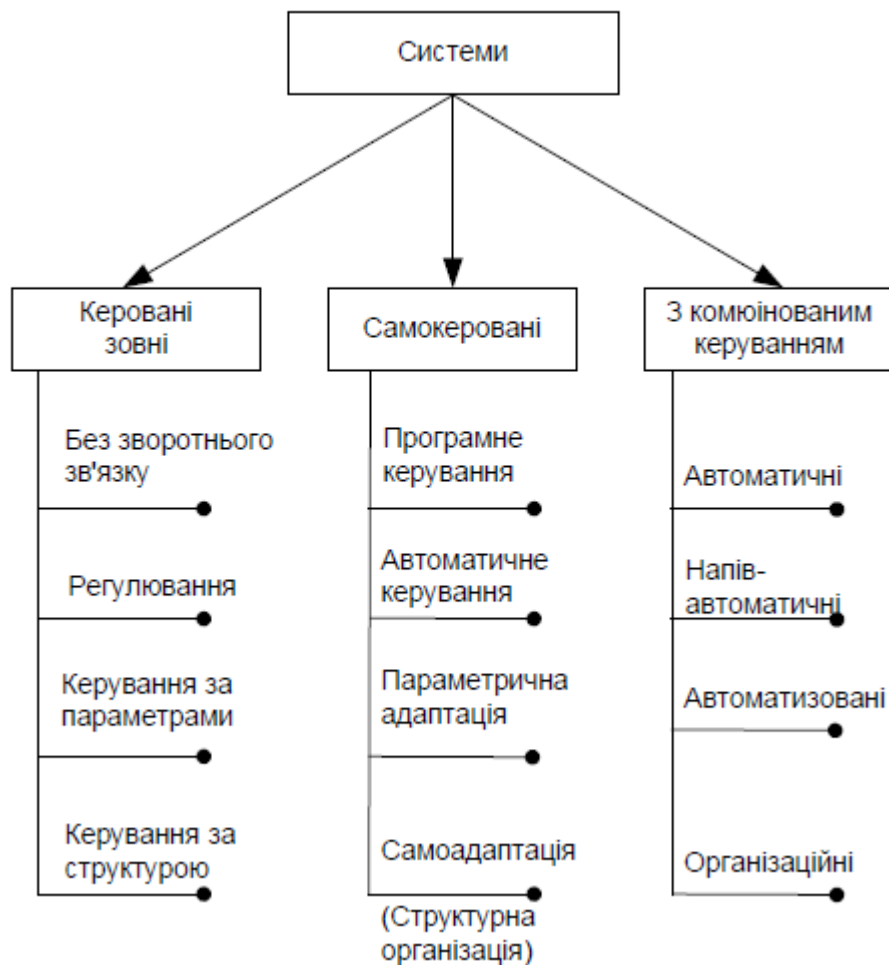 Системи
Керовані
зовні
Самокеровані
З комюінованим
керуванням
Без зворотнього
зв'язку
Регулювання
Керування за
параметрами
Керування за
структурою
Програмне
керування
Автоматичне
керування
Параметрична
адаптація
Самоадаптація
(Структурна
організація)
Автоматичні
Напів-
автоматичні
Автоматизовані
Організаційні